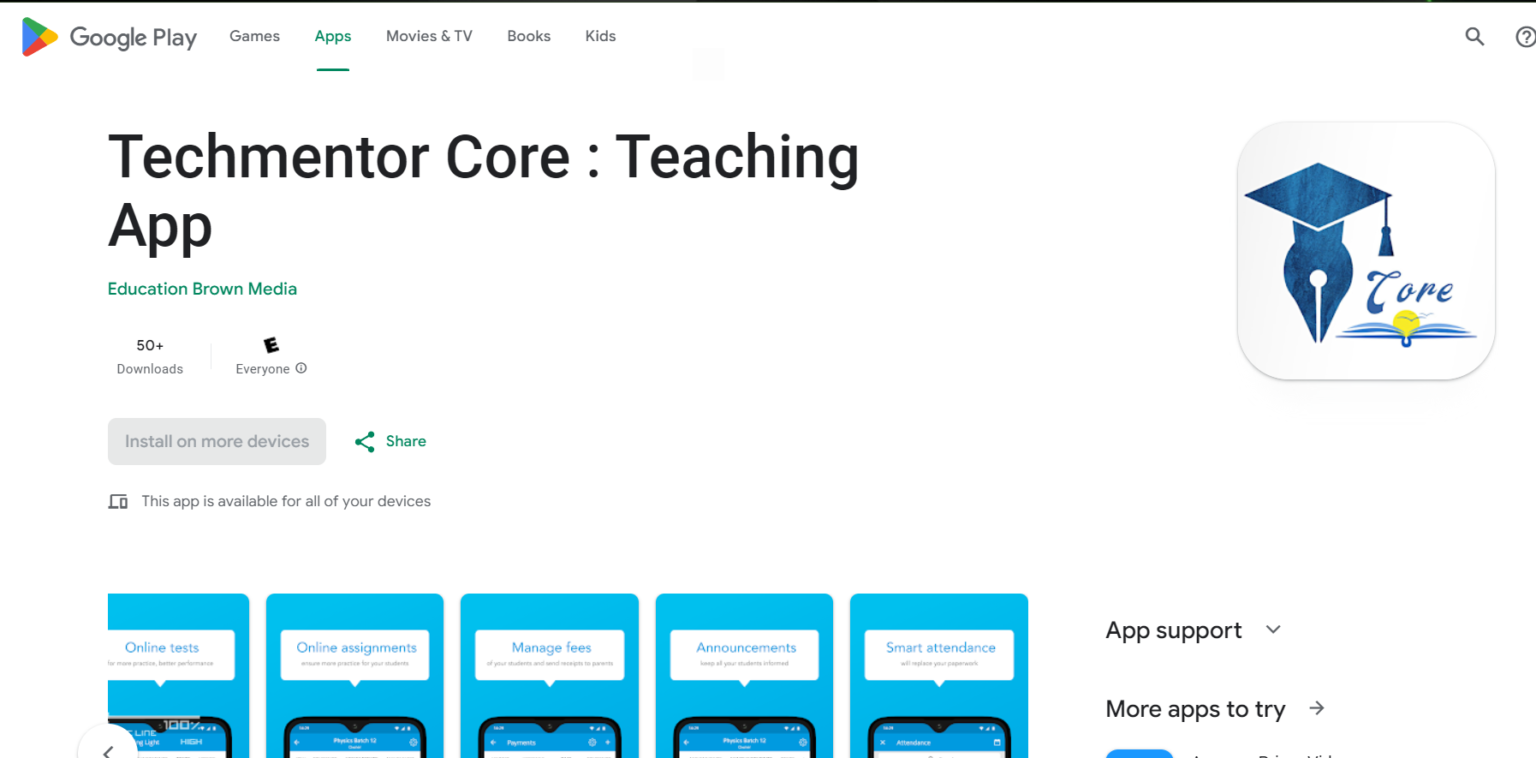 Google Play Games Apps Movies & TV Books Kids
Techmentor Core : Teaching
App
Education Brown Media
50+
Downloads
E
Everyone
Core
Install on more devices
Share
This app is available for all of your devices
Online tests
for more practice, better performance
Online assignments
ensure more practice for your students
Manage fees
of your students and send receipts to parents
Announcements
keep all your students informed
Smart attendance
will replace your paperwork
100%
HIGH
Physics Batch 12
Payments
Physics Batch 12
Attendance
App support
More apps to try